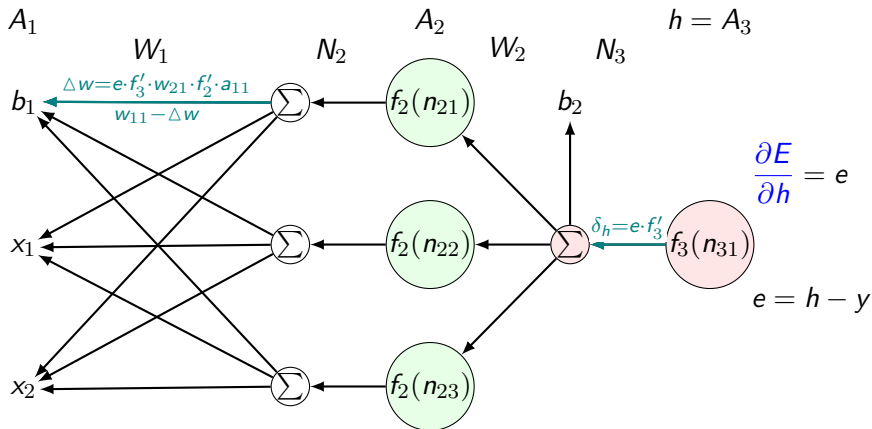 A₁ A₂ h = A₃
W₁ N₂ W₂ N₃
△w=e·f₃′·w₂₁·f₂′·a₁₁
b₁ ∑ f₂(n₂₁) b₂
w₁₁−△w
∂E/∂h = e
δₕ=e·f₃′
x₁ ∑ f₂(n₂₂) ∑ f₃(n₃₁)
e = h − y
x₂ ∑ f₂(n₂₃)